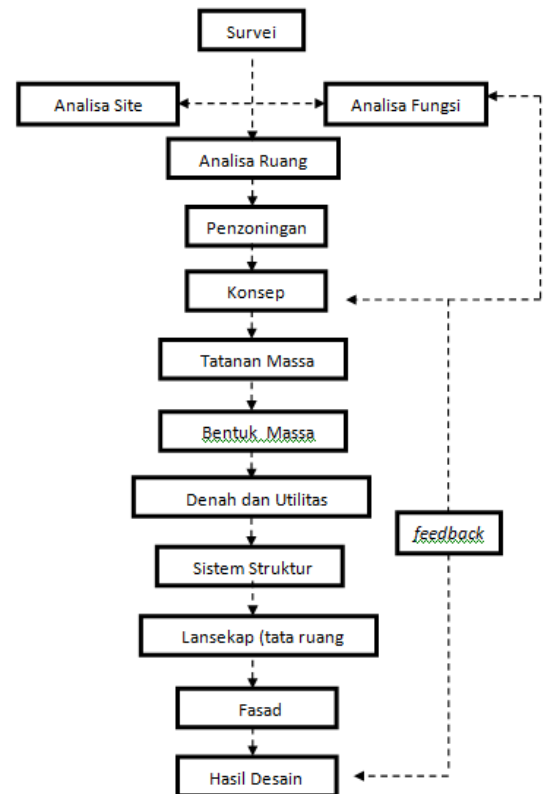 Survei
Analisa Site
Analisa Fungsi
Analisa Ruang
Penzoningan
Konsep
Tatanan Massa
Bentuk Massa
Denah dan Utilitas
feedback
Sistem Struktur
Lansekap (tata ruang
Fasad
Hasil Desain